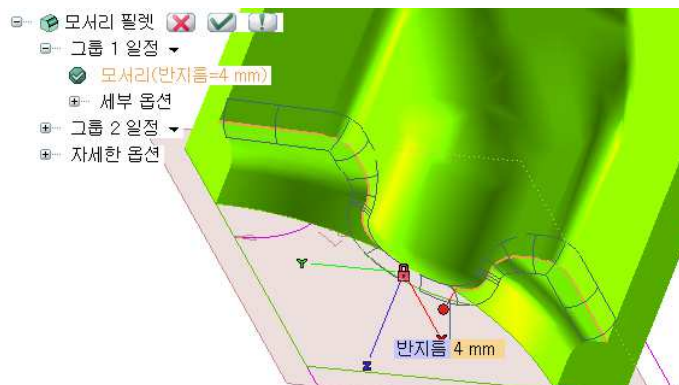 모서리 필렛
그룹 1 일정
모서리(반지름=4 mm)
세부 옵션
그룹 2 일정
자세한 옵션
Y
X
반지름 4 mm
Z